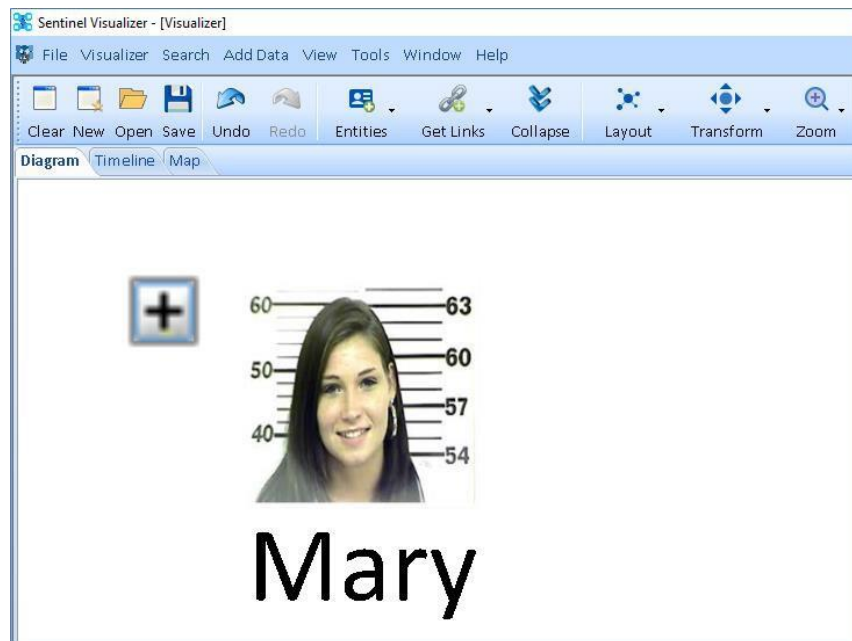 Sentinel Visualizer - [Visualizer]
File Visualizer Search Add Data View Tools Window Help
Clear New Open Save Undo Redo Entities Get Links Collapse Layout Transform Zoom
Diagram Timeline Map
60 63
50 60
57
40 54
Mary